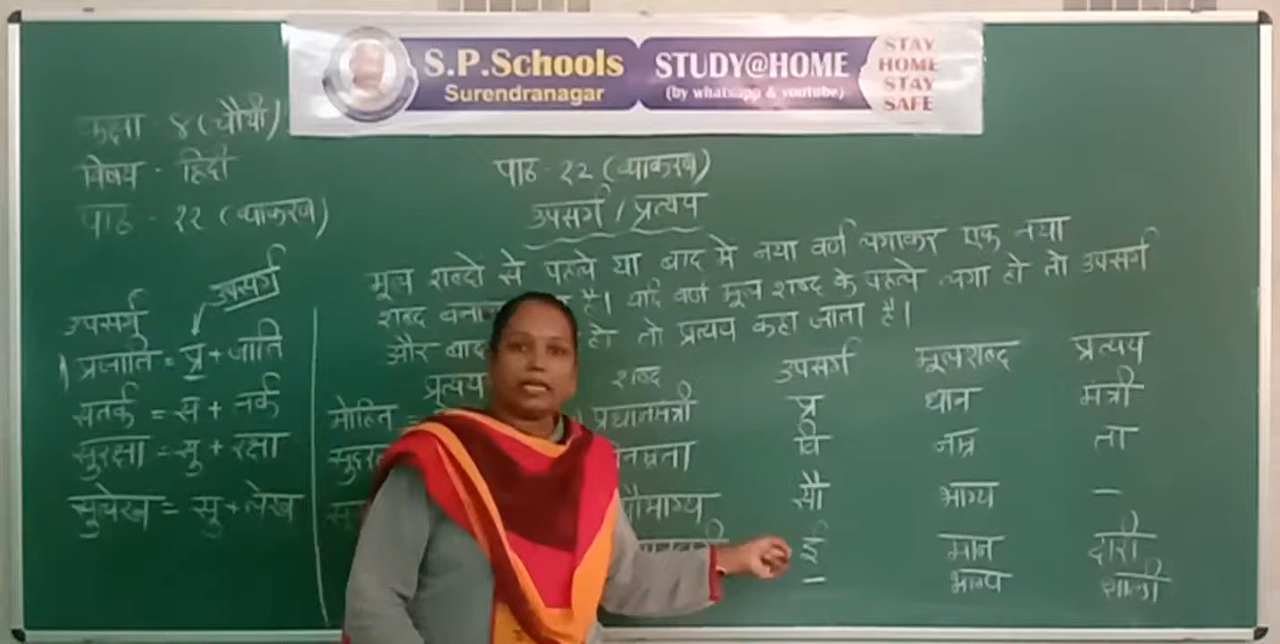 S.P.Schools
Surendranagar
STUDY@HOME
(by whatsapp & youtube)
STAY
HOME
STAY
SAFE
कक्षा - ४ (चौथी)
विषय - हिंदी
पाठ - २२ (व्याकरण)
पाठ - २२ (व्याकरण)
उपसर्ग / प्रत्यय
मूल शब्दो से पहले या बाद मे नया वर्ण लगाकर एक नया
शब्द है। यदि वर्ण मूल शब्द के पहले लगा हो तो उपसर्ग
और बाद हो तो प्रत्यय कहा जाता है।
उपसर्ग
उपसर्ग
प्रजाति = प्र + जाति
सतर्क = स + तर्क
सुरक्षा = सु + रक्षा
सुलेख = सु + लेख
प्रत्यय
मोहित =
शब्द उपसर्ग मूलशब्द प्रत्यय
प्रधानमंत्री प्र धान मंत्री
वि नम्र ता
सौ भाग्य -
ई मान दारी
- भाग्य शाली